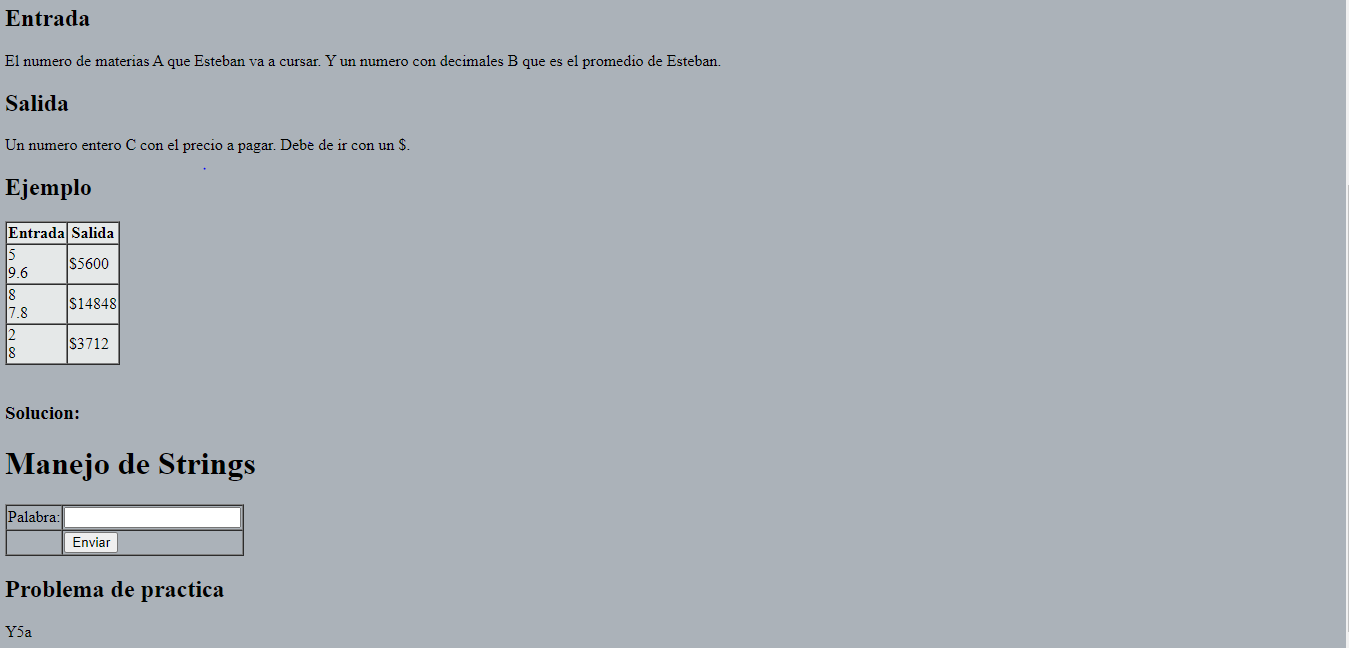 Entrada
El numero de materias A que Esteban va a cursar. Y un numero con decimales B que es el promedio de Esteban.
Salida
Un numero entero C con el precio a pagar. Debe de ir con un $.
Ejemplo
Entrada Salida
5
9.6
$5600
8
7.8
$14848
2
8
$3712
Solucion:
Manejo de Strings
Palabra:
Enviar
Problema de practica
Y5a